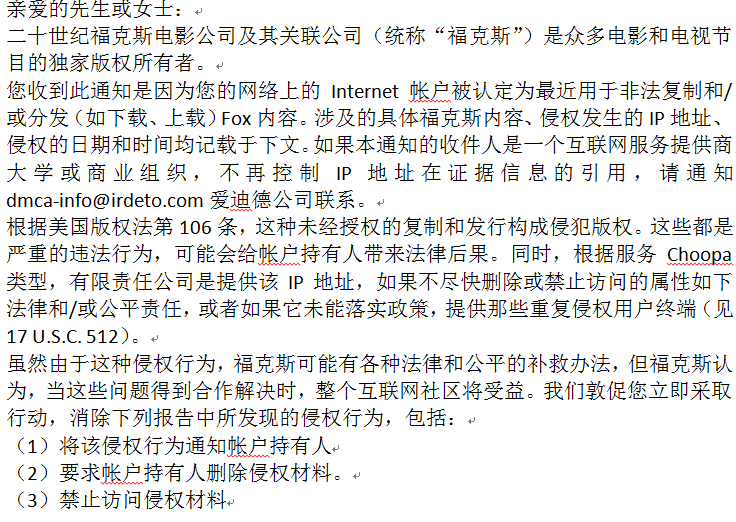 亲爱的先生或女士：
二十世纪福克斯电影公司及其关联公司（统称“福克斯”）是众多电影和电视节
目的独家版权所有者。
您收到此通知是因为您的网络上的 Internet 帐户被认定为最近用于非法复制和/
或分发（如下载、上载）Fox 内容。涉及的具体福克斯内容、侵权发生的 IP 地址、
侵权的日期和时间均记载于下文。如果本通知的收件人是一个互联网服务提供商
大学或商业组织，不再控制 IP 地址在证据信息的引用，请通知
dmca-info@irdeto.com 爱迪德公司联系。
根据美国版权法第 106 条，这种未经授权的复制和发行构成侵犯版权。这些都是
严重的违法行为，可能会给帐户持有人带来法律后果。同时，根据服务 Choopa
类型，有限责任公司是提供该 IP 地址，如果不尽快删除或禁止访问的属性如下
法律和/或公平责任，或者如果它未能落实政策，提供那些重复侵权用户终端（见
17 U.S.C. 512）。
虽然由于这种侵权行为，福克斯可能有各种法律和公平的补救办法，但福克斯认
为，当这些问题得到合作解决时，整个互联网社区将受益。我们敦促您立即采取
行动，消除下列报告中所发现的侵权行为，包括：
（1）将该侵权行为通知帐户持有人
（2）要求帐户持有人删除侵权材料。
（3）禁止访问侵权材料